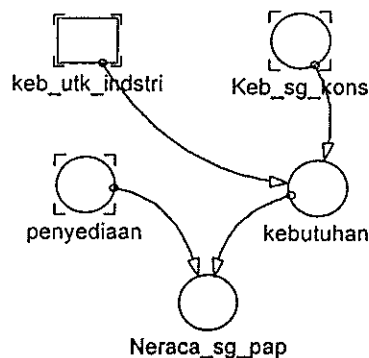 keb_utk_indstri
Keb_sg_kons
penyediaan
kebutuhan
Neraca_sg_pap